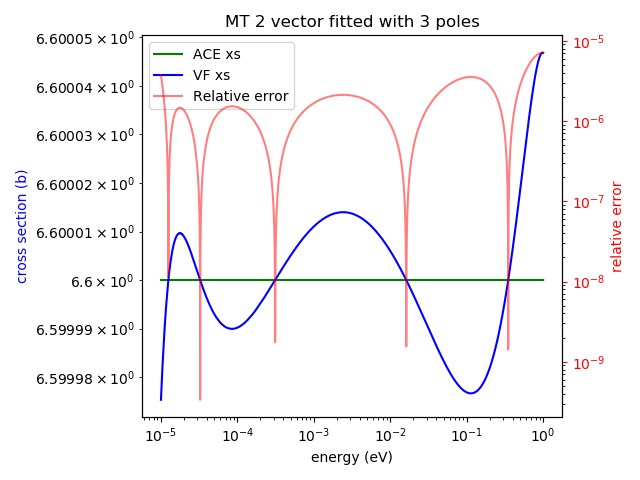 MT 2 vector fitted with 3 poles
ACE xs
VF xs
Relative error
cross section (b)
6.60005 × 10⁰
6.60004 × 10⁰
6.60003 × 10⁰
6.60002 × 10⁰
6.60001 × 10⁰
6.6 × 10⁰
6.59999 × 10⁰
6.59998 × 10⁰
10⁻⁵
10⁻⁶
10⁻⁷
10⁻⁸
10⁻⁹
relative error
10⁻⁵
10⁻⁴
10⁻³
10⁻²
10⁻¹
10⁰
energy (eV)